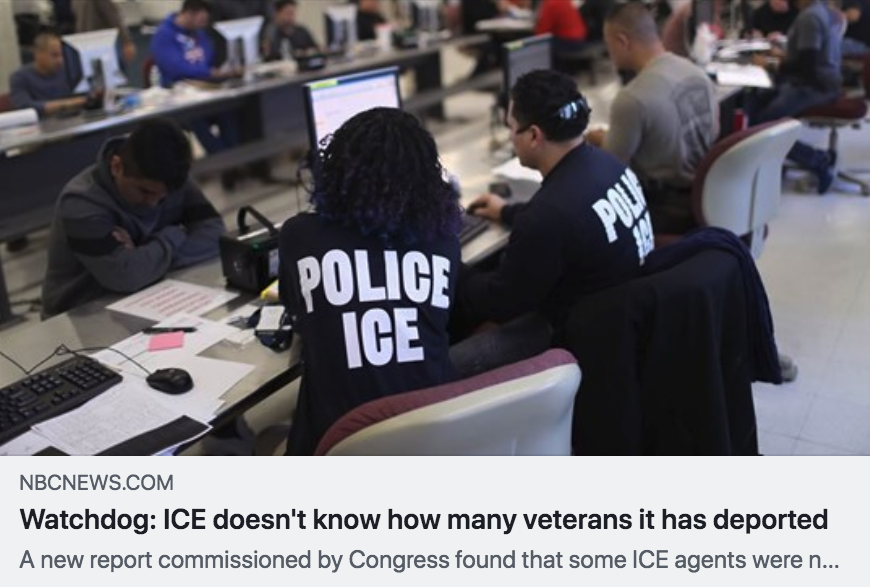 POLICE
ICE
POLI
ICE
NBCNEWS.COM
Watchdog: ICE doesn't know how many veterans it has deported
A new report commissioned by Congress found that some ICE agents were n...